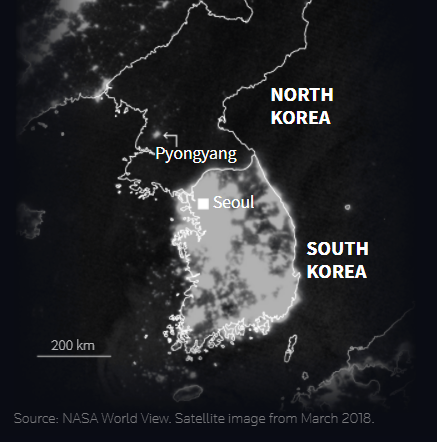 NORTH
KOREA
Pyongyang
Seoul
SOUTH
KOREA
200 km
Source: NASA World View. Satellite image from March 2018.